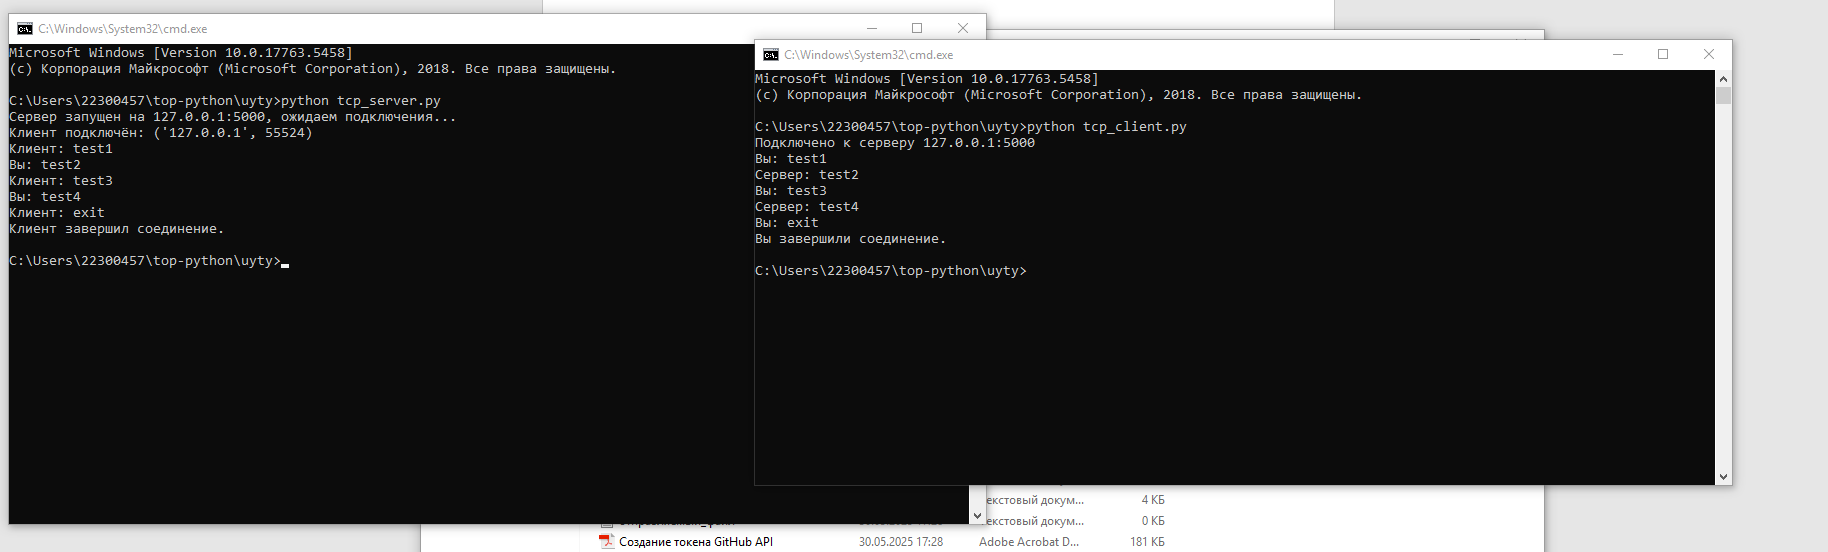 C:\Windows\System32\cmd.exe
Microsoft Windows [Version 10.0.17763.5458]
(c) Корпорация Майкрософт (Microsoft Corporation), 2018. Все права защищены.
C:\Users\22300457\top-python\uyty>python tcp_server.py
Сервер запущен на 127.0.0.1:5000, ожидаем подключения...
Клиент подключён: ('127.0.0.1', 55524)
Клиент: test1
Вы: test2
Клиент: test3
Вы: test4
Клиент: exit
Клиент завершил соединение.
C:\Users\22300457\top-python\uyty>
C:\Windows\System32\cmd.exe
Microsoft Windows [Version 10.0.17763.5458]
(c) Корпорация Майкрософт (Microsoft Corporation), 2018. Все права защищены.
C:\Users\22300457\top-python\uyty>python tcp_client.py
Подключено к серверу 127.0.0.1:5000
Вы: test1
Сервер: test2
Вы: test3
Сервер: test4
Вы: exit
Вы завершили соединение.
C:\Users\22300457\top-python\uyty>
екстовый докум... 4 КБ
екстовый докум... 0 КБ
Создание токена GitHub API 30.05.2025 17:28 Adobe Acrobat D... 181 КБ